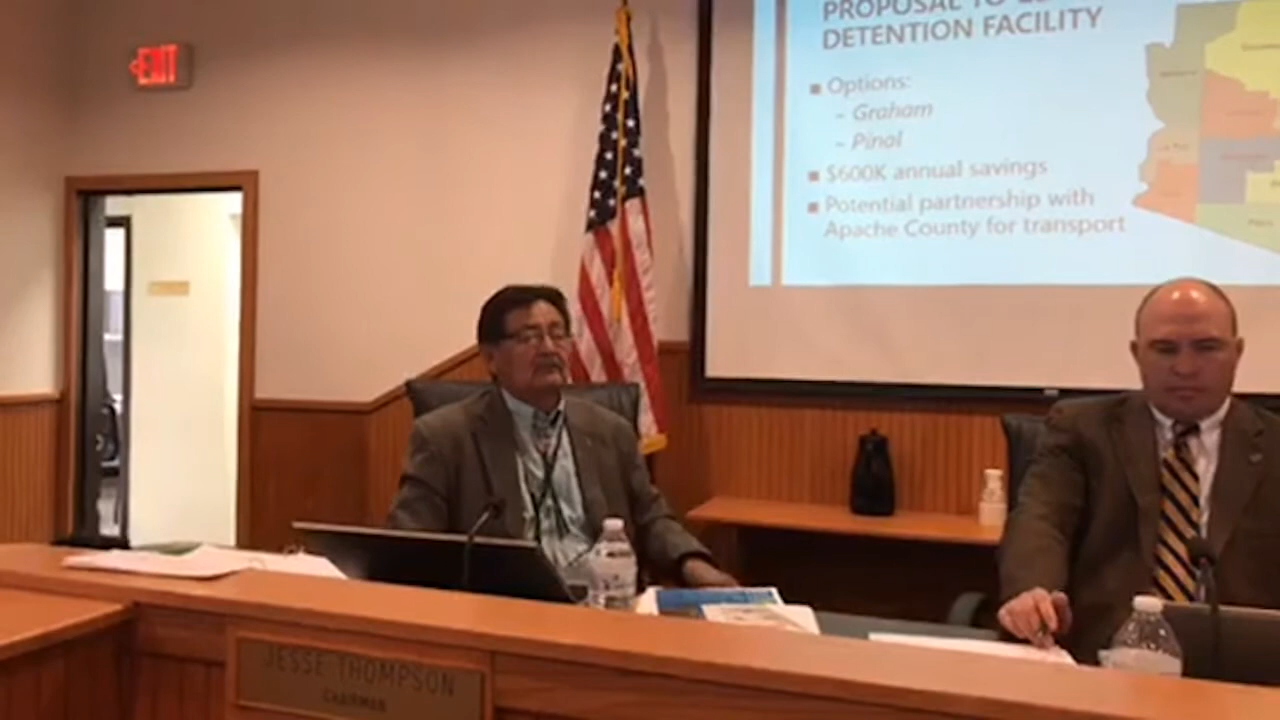 EXIT
PROPOSAL TO
DETENTION FACILITY
■ Options:
– Graham
– Pinal
■ $600K annual savings
■ Potential partnership with
Apache County for transport
JESSE THOMPSON
CHAIRMAN